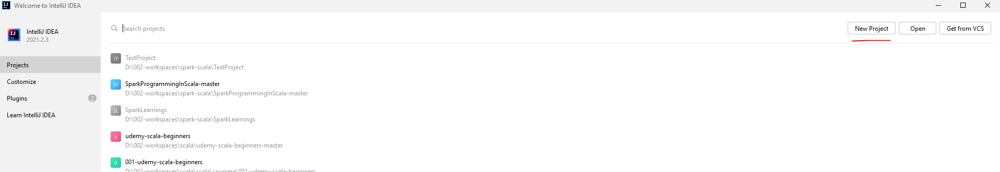 Welcome to IntelliJ IDEA
IntelliJ IDEA
2021.2.3
Search projects
New Project
Open
Get from VCS
Projects
Customize
Plugins
2
Learn IntelliJ IDEA
TP
TestProject
D:\002-workspaces\spark-scala\TestProject
SP
SparkProgrammingInScala-master
D:\002-workspaces\spark-scala\SparkProgrammingInScala-master
SL
SparkLearnings
D:\002-workspaces\spark-scala\SparkLearnings
U
udemy-scala-beginners
D:\002-workspaces\scala\udemy-scala-beginners-master
0
001-udemy-scala-beginners
D:\002-workspaces\scala\scala\coursera\001-udemy-scala-beginners